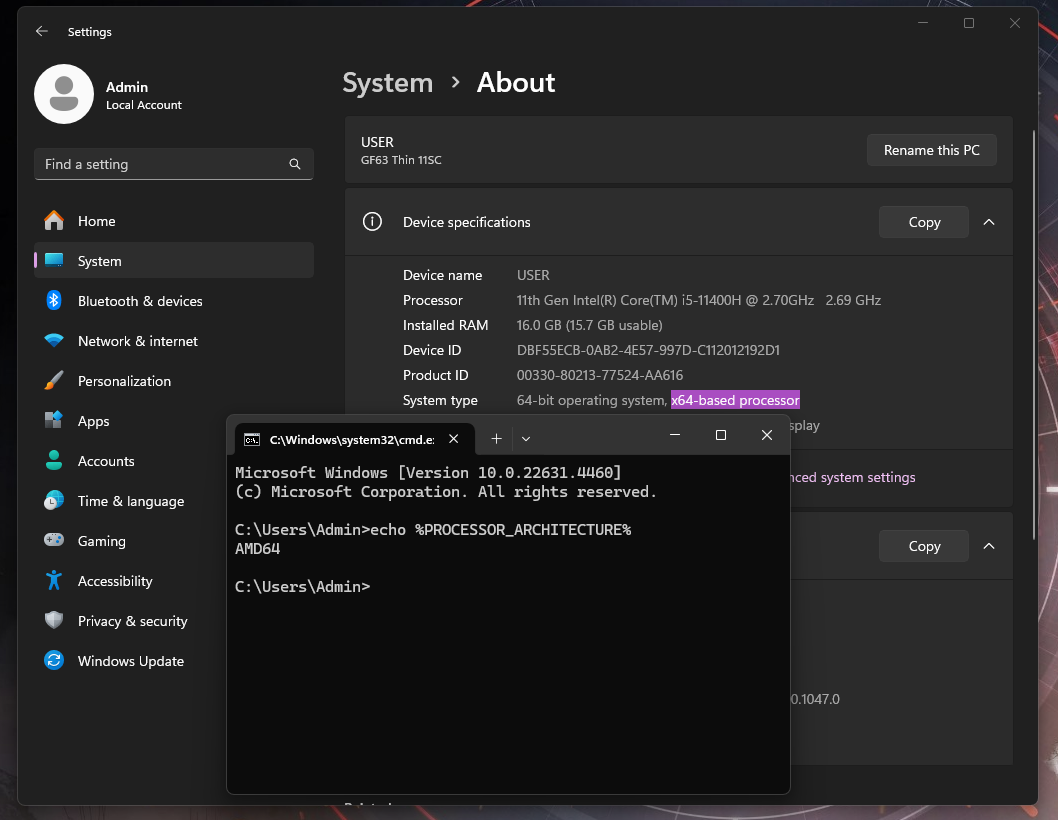 Settings
Admin
Local Account
Find a setting
Home
System
Bluetooth & devices
Network & internet
Personalization
Apps
Accounts
Time & language
Gaming
Accessibility
Privacy & security
Windows Update
System > About
USER
GF63 Thin 11SC
Rename this PC
Device specifications
Copy
Device name USER
Processor 11th Gen Intel(R) Core(TM) i5-11400H @ 2.70GHz 2.69 GHz
Installed RAM 16.0 GB (15.7 GB usable)
Device ID DBF55ECB-0AB2-4E57-997D-C112012192D1
Product ID 00330-80213-77524-AA616
System type 64-bit operating system, x64-based processor
splay
nced system settings
Copy
0.1047.0
C:\Windows\system32\cmd.e
Microsoft Windows [Version 10.0.22631.4460]
(c) Microsoft Corporation. All rights reserved.
C:\Users\Admin>echo %PROCESSOR_ARCHITECTURE%
AMD64
C:\Users\Admin>